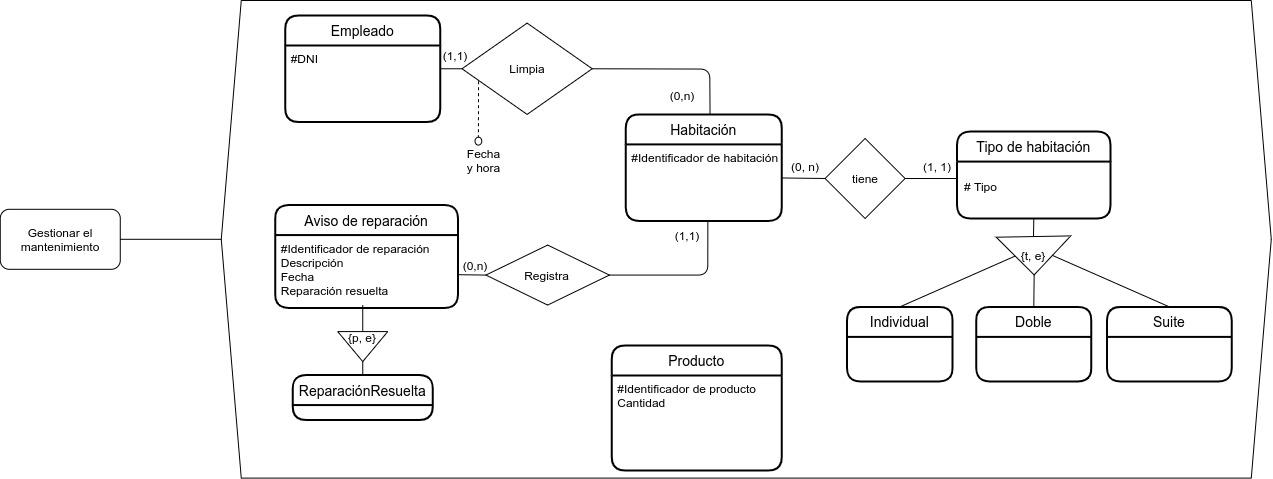 Gestionar el
mantenimiento
Empleado
#DNI
(1,1)
Limpia
(0,n)
Fecha
y hora
Habitación
#Identificador de habitación
(0, n)
tiene
(1, 1)
Tipo de habitación
# Tipo
{t, e}
Individual
Doble
Suite
(1,1)
Aviso de reparación
#Identificador de reparación
Descripción
Fecha
Reparación resuelta
(0,n)
Registra
{p, e}
ReparaciónResuelta
Producto
#Identificador de producto
Cantidad